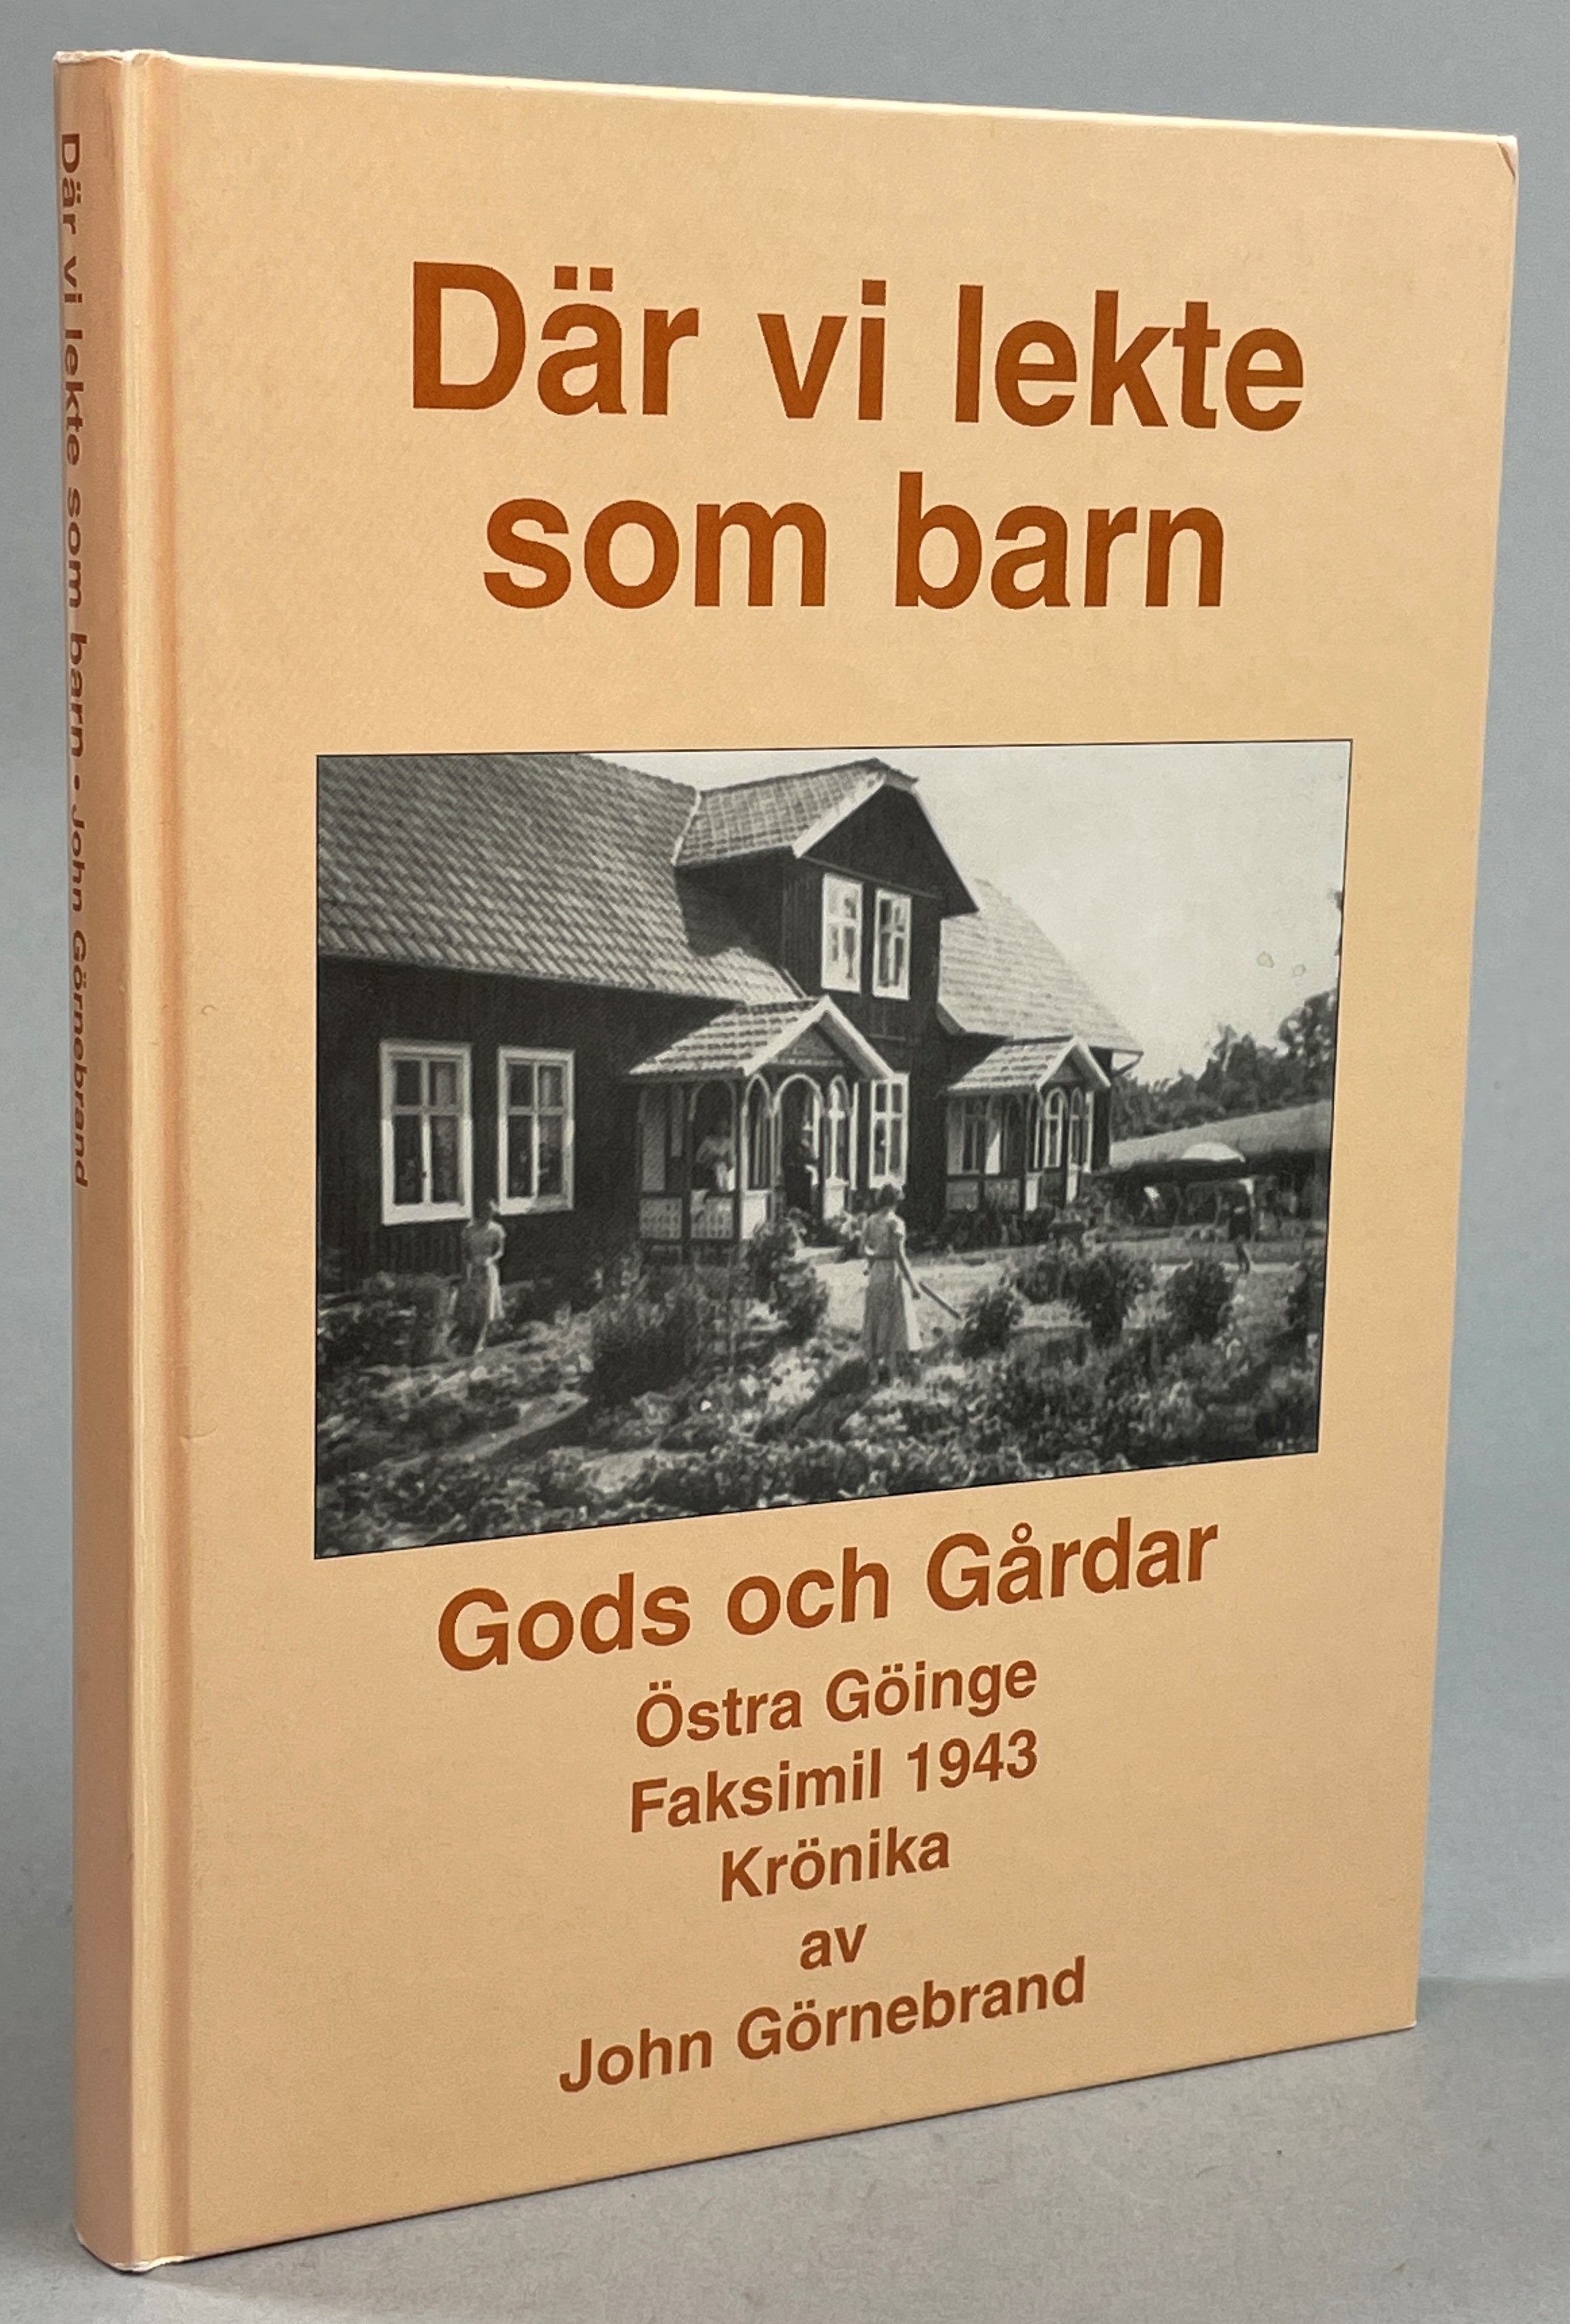 Där vi lekte som barn • John Görnebrand
Där vi lekte
som barn
Gods och Gårdar
Östra Göinge
Faksimil 1943
Krönika
av
John Görnebrand